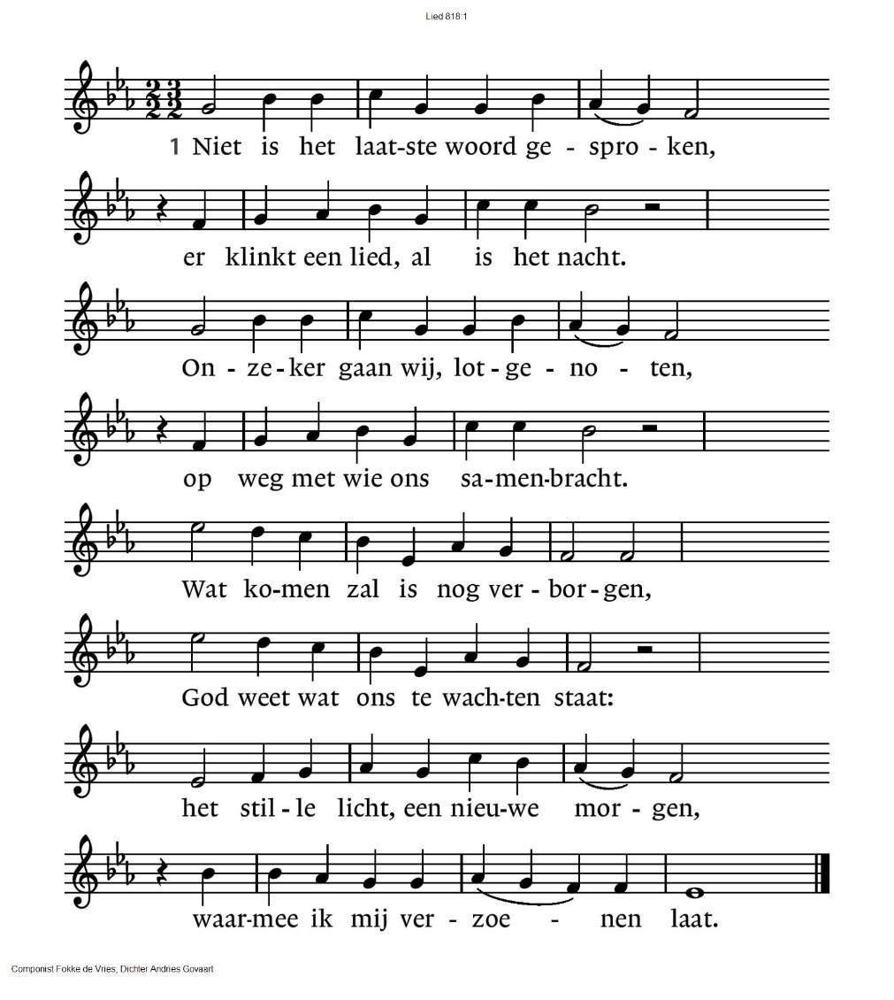 Lied 818:1
1 Niet is het laat-ste woord ge - spro - ken,
er klinkt een lied, al is het nacht.
On - ze-ker gaan wij, lot-ge - no - ten,
op weg met wie ons sa-men-bracht.
Wat ko-men zal is nog ver - bor-gen,
God weet wat ons te wach-ten staat:
het stil-le licht, een nieu-we mor - gen,
waar-mee ik mij ver - zoe - nen laat.
Componist Fokke de Vries, Dichter Andries Govaart